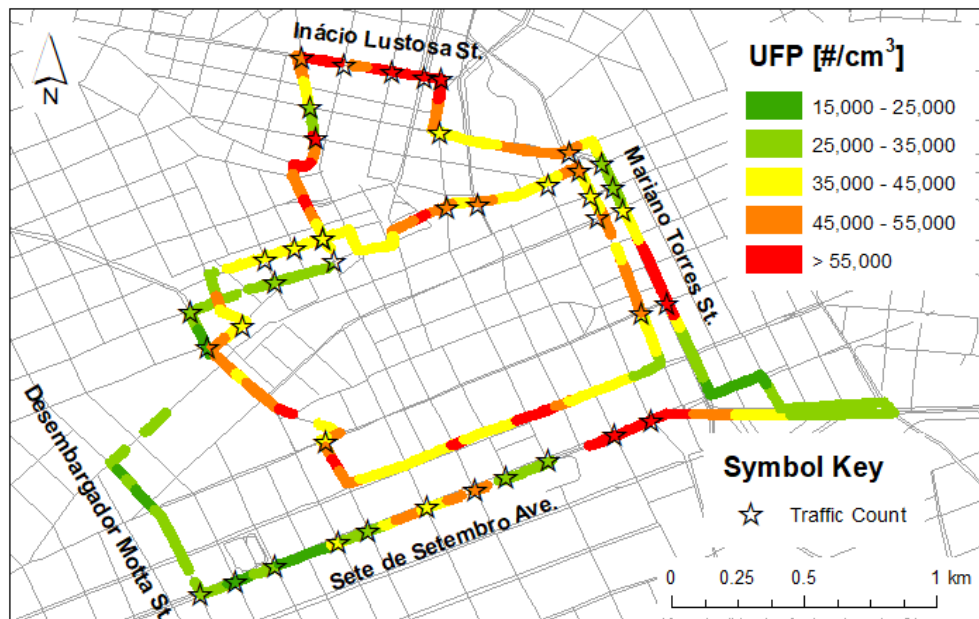 Inácio Lustosa St.
N
UFP [#/cm³]
15,000 - 25,000
25,000 - 35,000
35,000 - 45,000
45,000 - 55,000
> 55,000
Mariano Torres St.
Desembargador Motta St.
Sete de Setembro Ave.
Symbol Key
Traffic Count
0 0.25 0.5 1 km